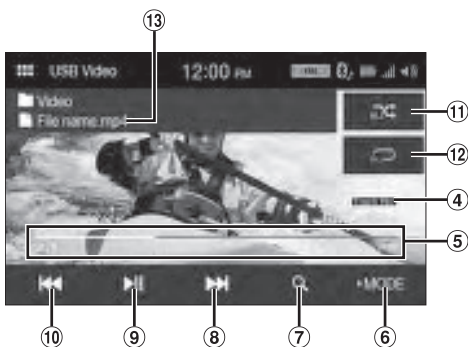 ⑬
USB Video 12:00 PM
Video
File name.mp4
⑪
⑫
④
⑤
MODE
⑩ ⑨ ⑧ ⑦ ⑥